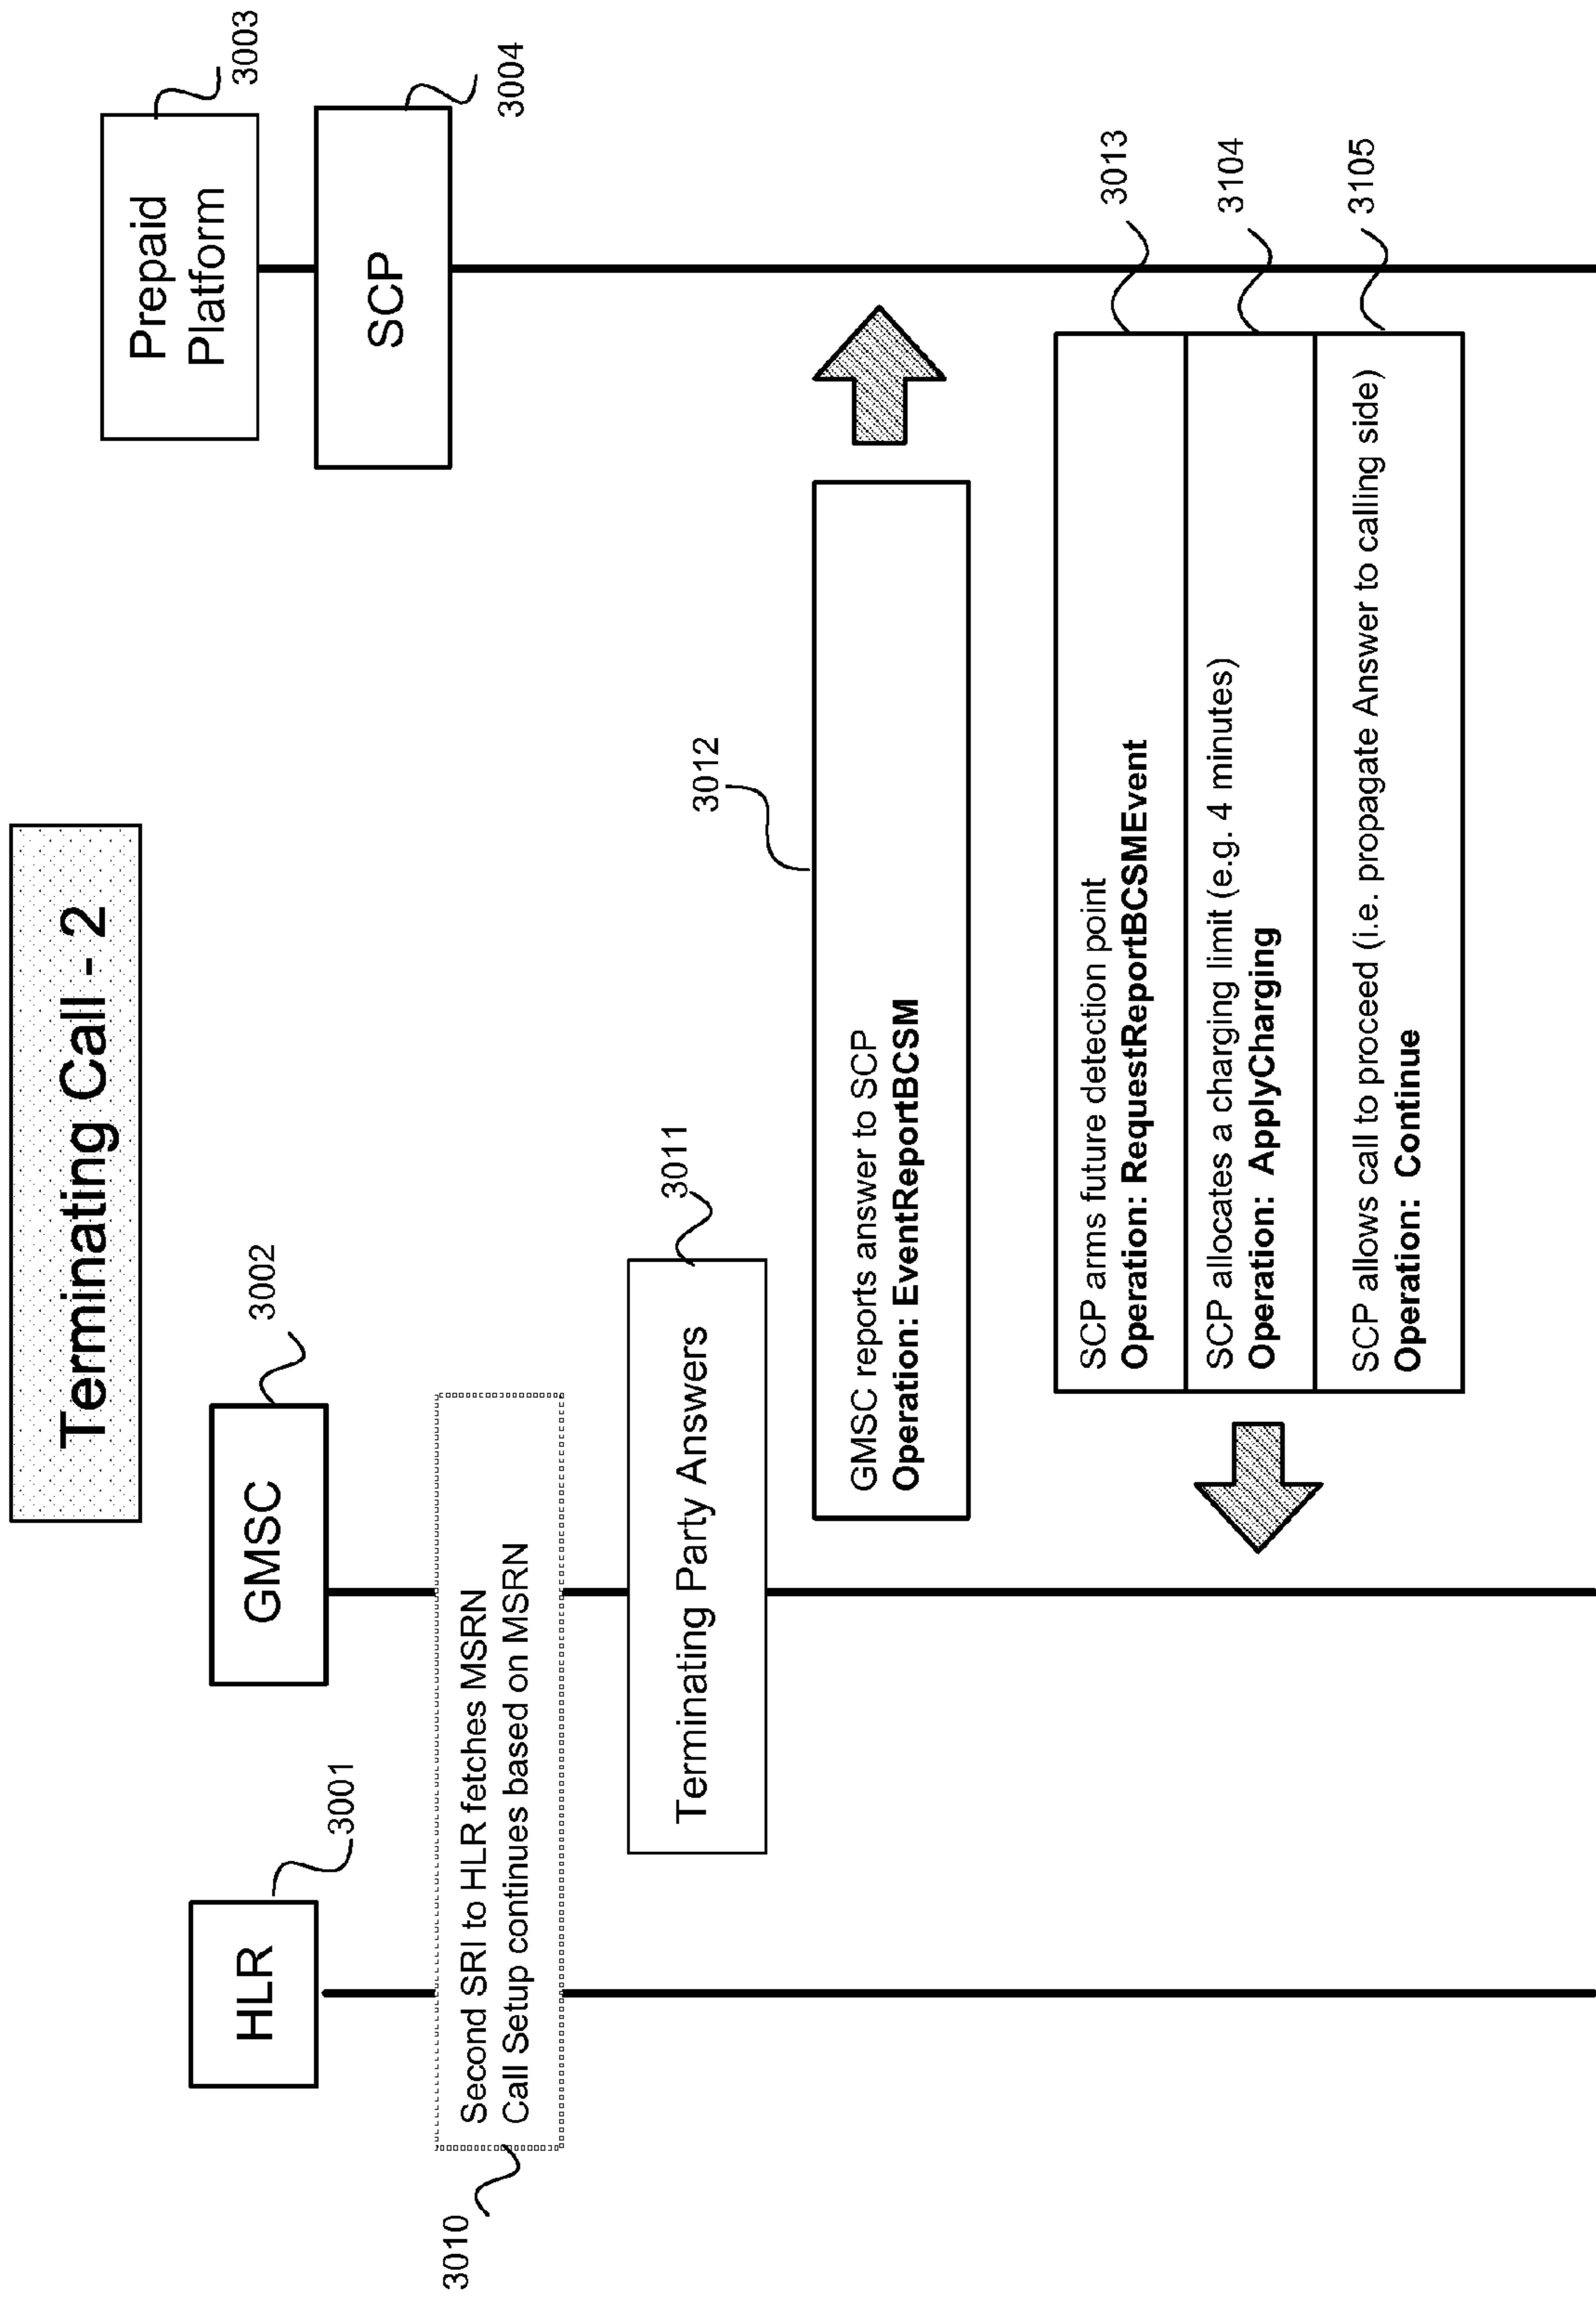 Terminating Call - 2
HLR
3001
GMSC
3002
Prepaid
Platform
3003
SCP
3004
3010
Second SRI to HLR fetches MSRN
Call Setup continues based on MSRN
Terminating Party Answers
3011
3012
GMSC reports answer to SCP
Operation: EventReportBCSM
SCP arms future detection point
Operation: RequestReportBCSMEvent
3013
SCP allocates a charging limit (e.g. 4 minutes)
Operation: ApplyCharging
3104
SCP allows call to proceed (i.e. propagate Answer to calling side)
Operation: Continue
3105